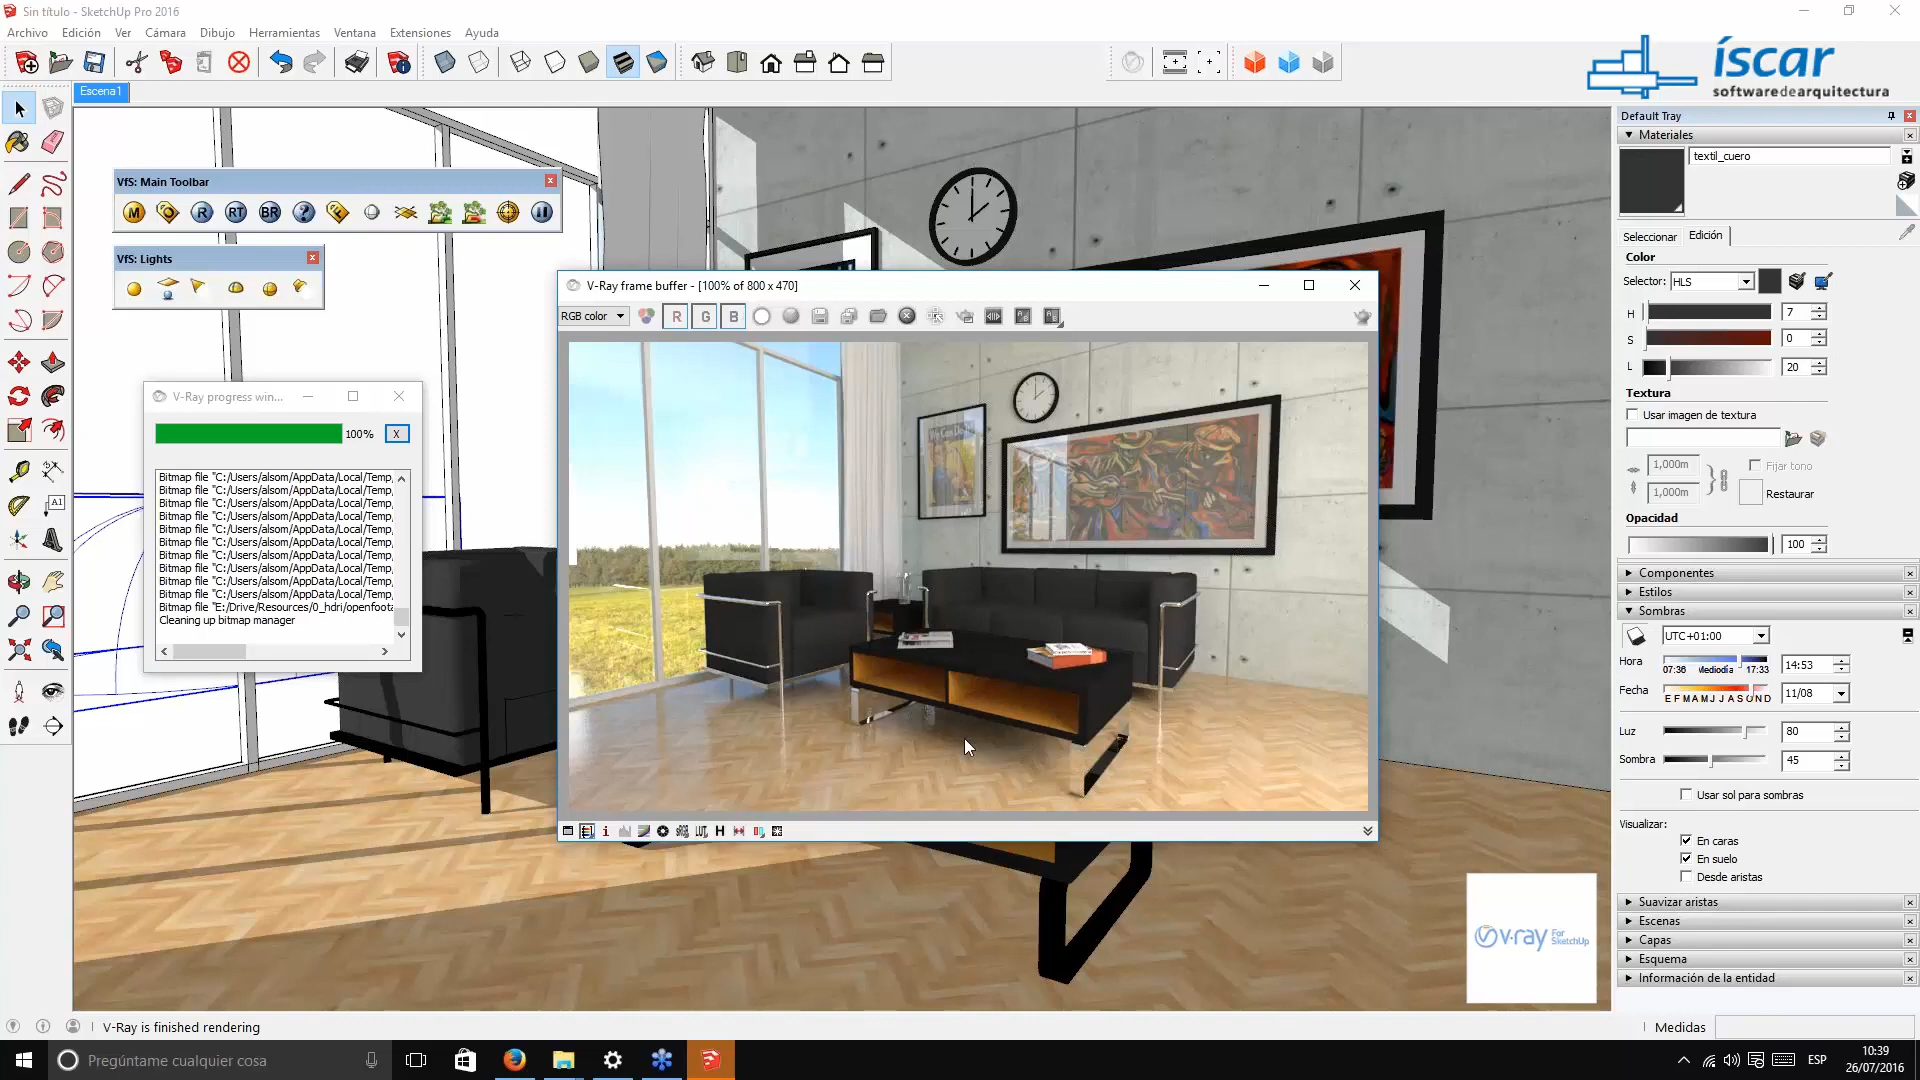 Sin título - SketchUp Pro 2016
Archivo Edición Ver Cámara Dibujo Herramientas Ventana Extensiones Ayuda
íscar
softwaredearquitectura
Escena1
Default Tray
Materiales
textil_cuero
VfS: Main Toolbar
M O R RT BR ? F
VfS: Lights
Seleccionar Edición
Color
Selector: HLS
H 7
S 0
L 20
Textura
Usar imagen de textura
1,000m Fijar tono
1,000m Restaurar
Opacidad
100
Componentes
Estilos
Sombras
UTC+01:00
Hora 07:36 Mediodía 17:33 14:53
Fecha E F M A M J J A S O N D 11/08
Luz 80
Sombra 45
Usar sol para sombras
Visualizar:
En caras
En suelo
Desde aristas
Suavizar aristas
Escenas
Capas
Esquema
Información de la entidad
V-Ray frame buffer - [100% of 800 x 470]
RGB color R G B
We Can Do It!
V-Ray progress win...
100% X
Bitmap file "C:/Users/alsom/AppData/Local/Temp,
Bitmap file "C:/Users/alsom/AppData/Local/Temp,
Bitmap file "C:/Users/alsom/AppData/Local/Temp,
Bitmap file "C:/Users/alsom/AppData/Local/Temp,
Bitmap file "C:/Users/alsom/AppData/Local/Temp,
Bitmap file "C:/Users/alsom/AppData/Local/Temp,
Bitmap file "C:/Users/alsom/AppData/Local/Temp,
Bitmap file "C:/Users/alsom/AppData/Local/Temp,
Bitmap file "C:/Users/alsom/AppData/Local/Temp,
Bitmap file "C:/Users/alsom/AppData/Local/Temp,
Bitmap file "E:/Drive/Resources/0_hdri/openfoota
Cleaning up bitmap manager
v-ray For SketchUp
V-Ray is finished rendering
Medidas
Pregúntame cualquier cosa
ESP
10:39
26/07/2016